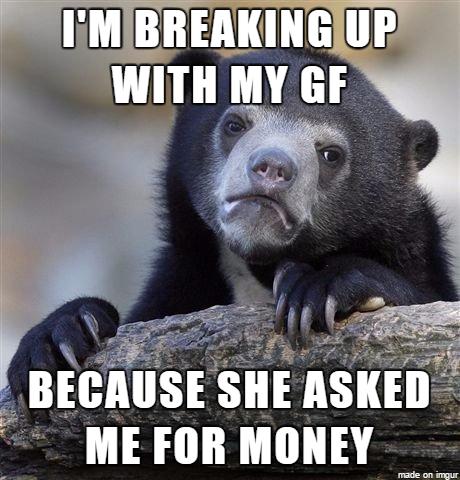 I'M BREAKING UP
WITH MY GF
BECAUSE SHE ASKED
ME FOR MONEY
made on imgur